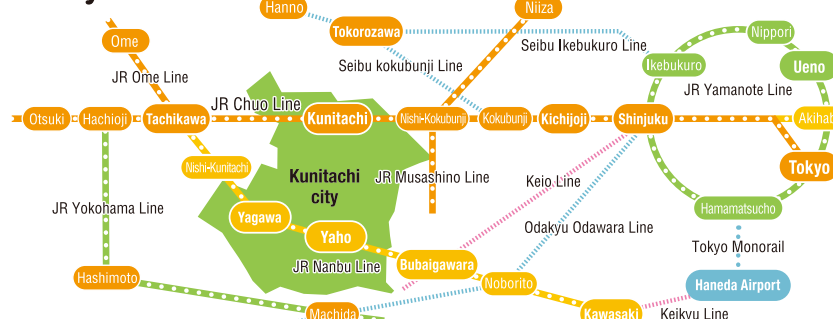 Hanno
Niiza
Tokorozawa
Nippori
Ome
Seibu Ikebukuro Line
Ikebukuro
Ueno
Seibu kokubunji Line
JR Ome Line
JR Yamanote Line
JR Chuo Line
Otsuki
Hachioji
Tachikawa
Kunitachi
Nishi-Kokubunji
Kokubunji
Kichijoji
Shinjuku
Akihab
Tokyo
Nishi-Kunitachi
Kunitachi
city
JR Musashino Line
Keio Line
JR Yokohama Line
Yagawa
Hamamatsucho
Odakyu Odawara Line
Yaho
Tokyo Monorail
JR Nanbu Line
Bubaigawara
Hashimoto
Noborito
Haneda Airport
Machida
Kawasaki
Keikyu Line